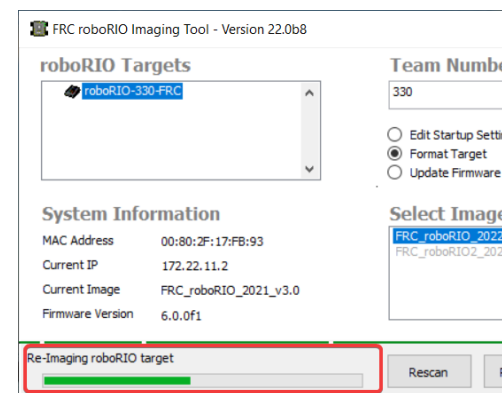 FRC roboRIO Imaging Tool - Version 22.0b8
roboRIO Targets
roboRIO-330-FRC
Team Numbe
330
Edit Startup Setti
Format Target
Update Firmware
System Information
MAC Address 00:80:2F:17:FB:93
Current IP 172.22.11.2
Current Image FRC_roboRIO_2021_v3.0
Firmware Version 6.0.0f1
Select Image
FRC_roboRIO_2022
FRC_roboRIO2_202
Re-Imaging roboRIO target
Rescan